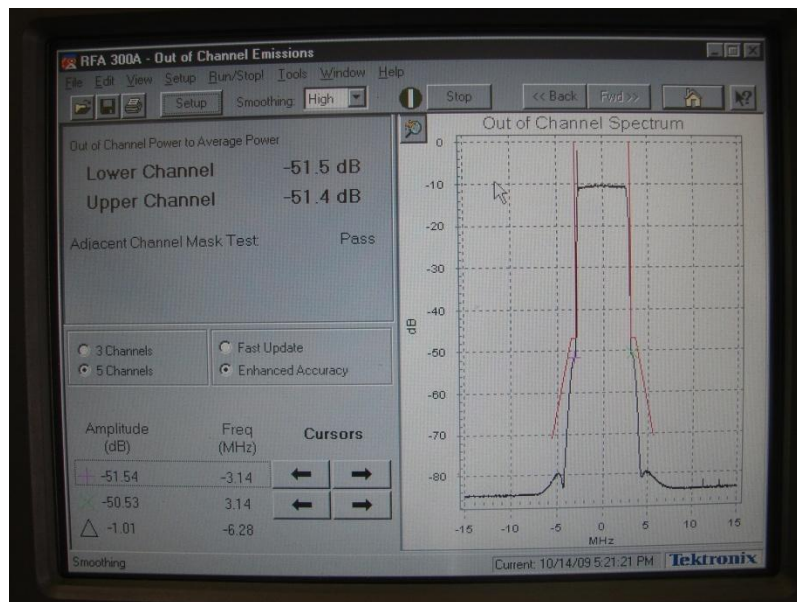 RFA 300A - Out of Channel Emissions
File Edit View Setup Run/Stop! Tools Window Help
Setup Smoothing: High Stop << Back Fwd >>
Out of Channel Power to Average Power
Lower Channel -51.5 dB
Upper Channel -51.4 dB
Adjacent Channel Mask Test: Pass
3 Channels
5 Channels
Fast Update
Enhanced Accuracy
Amplitude (dB) Freq (MHz) Cursors
-51.54 -3.14
-50.53 3.14
-1.01 -6.28
Out of Channel Spectrum
0
-10
-20
-30
-40
dB
-50
-60
-70
-80
-15 -10 -5 0 5 10 15
MHz
Smoothing Current: 10/14/09 5:21:21 PM Tektronix